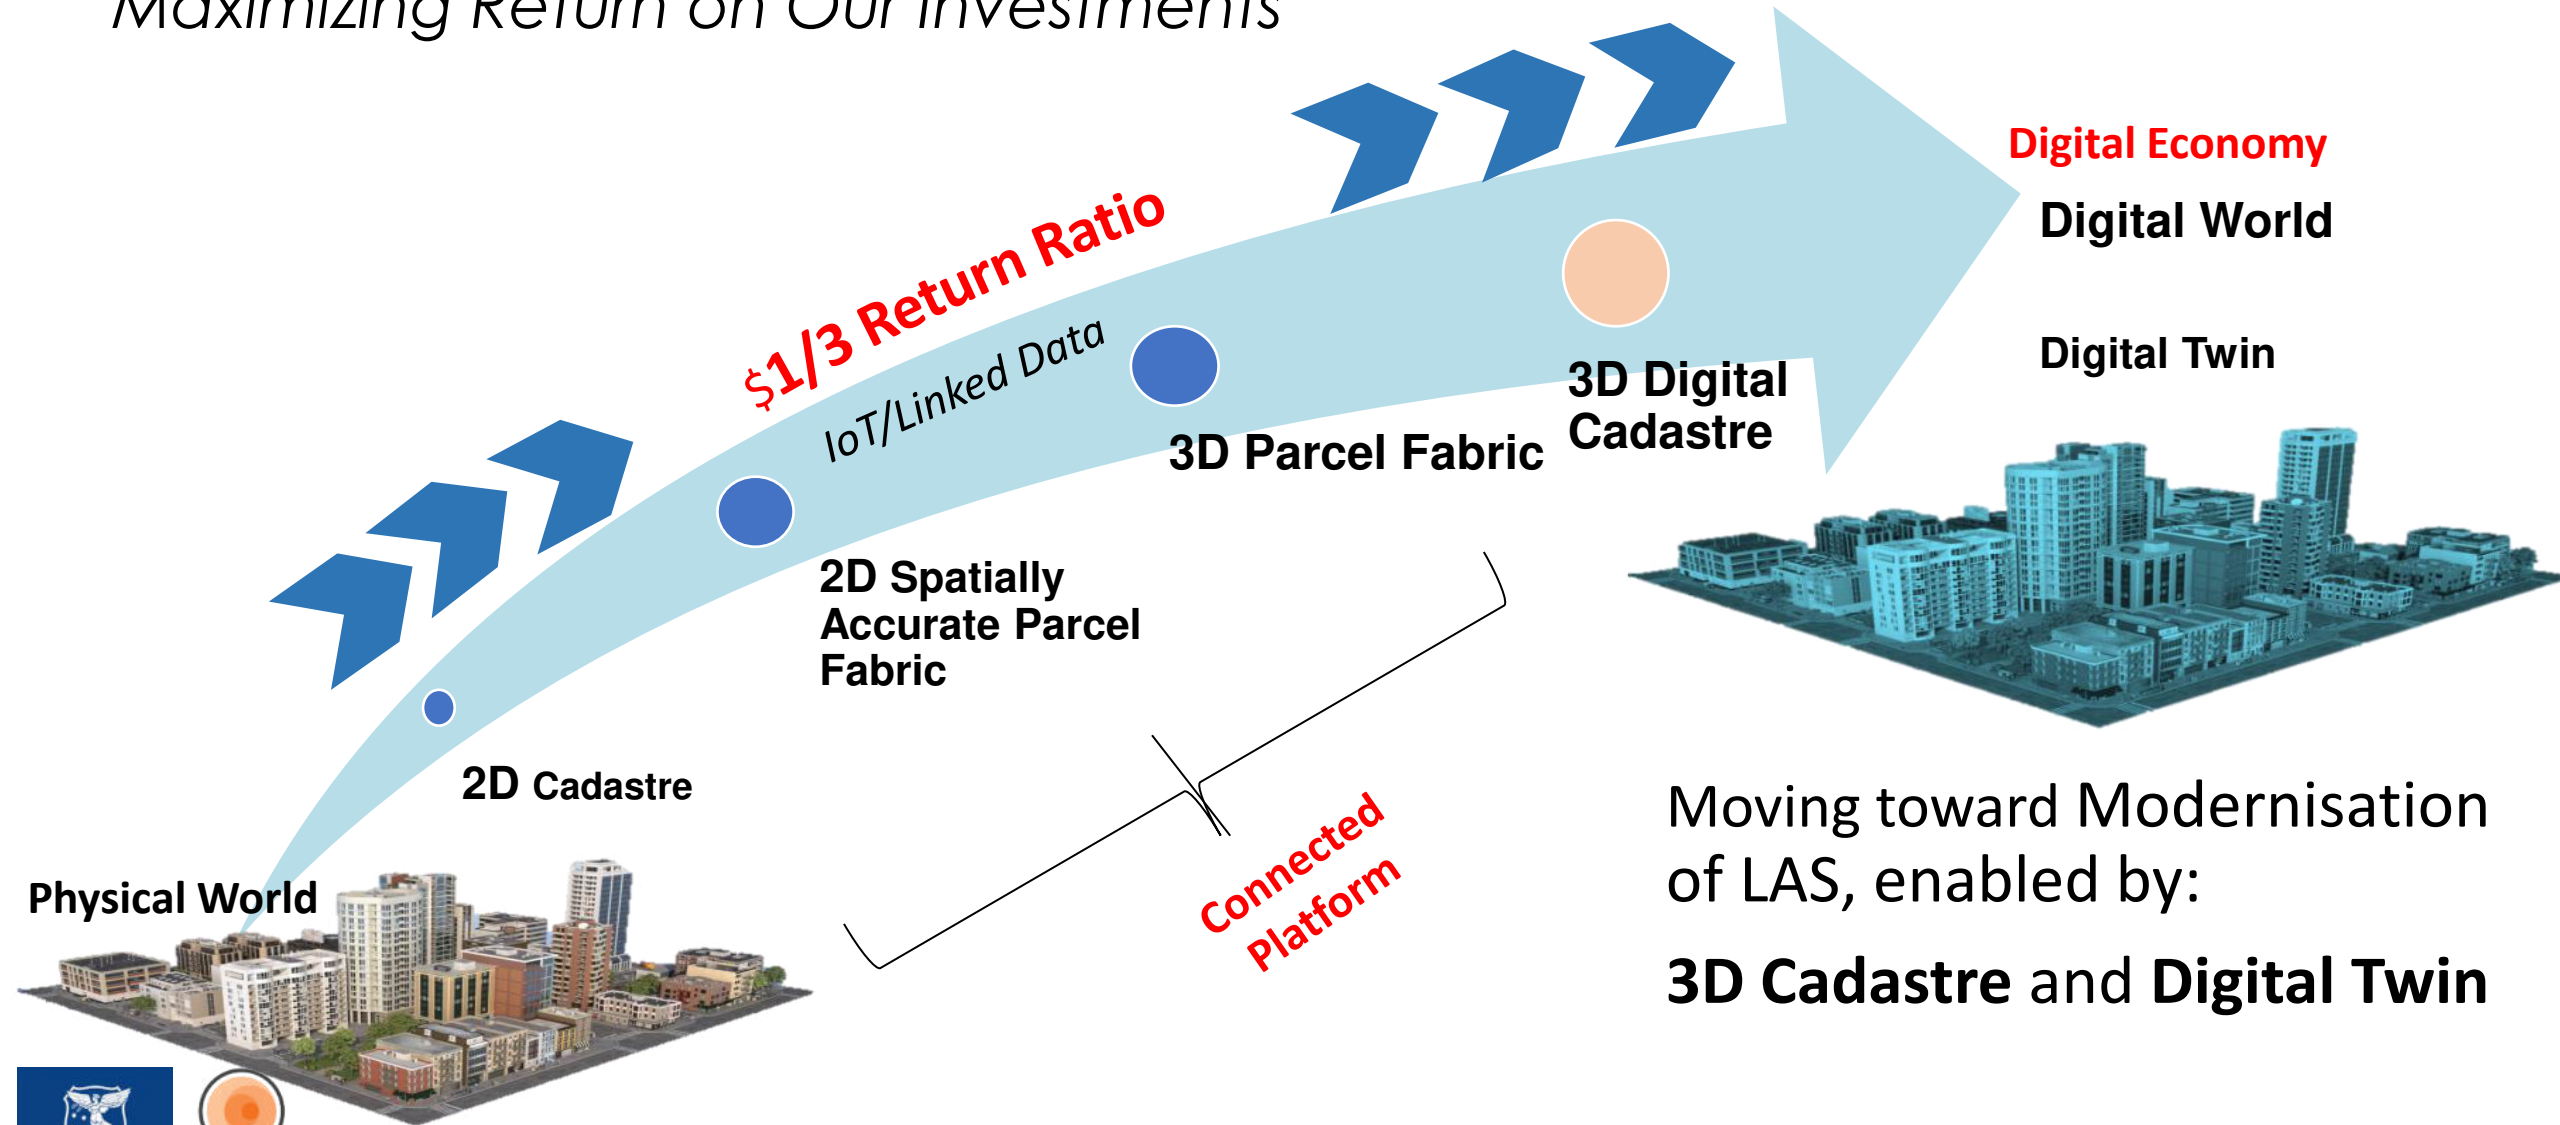 Maximizing Return on Our Investments
Digital Economy
Digital World
Digital Twin
$1/3 Return Ratio
IoT/Linked Data
3D Digital
Cadastre
3D Parcel Fabric
2D Spatially
Accurate Parcel
Fabric
2D Cadastre
Physical World
Connected
Platform
Moving toward Modernisation
of LAS, enabled by:
3D Cadastre and Digital Twin